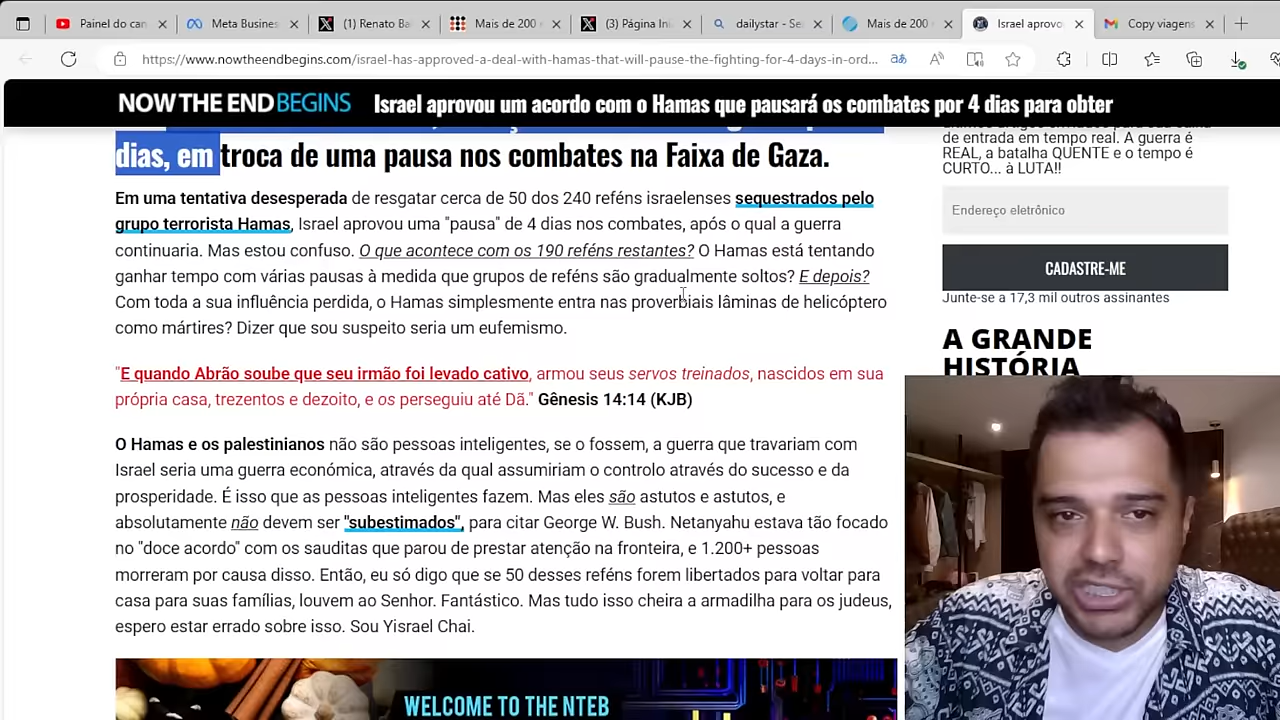 Painel do can
Meta Busines
(1) Renato Ba
Mais de 200
(3) Página Ini
dailystar - Se
Mais de 200
Israel aprovo
Copy viagens
https://www.nowtheendbegins.com/israel-has-approved-a-deal-with-hamas-that-will-pause-the-fighting-for-4-days-in-ord...
NOW THE END BEGINS
Israel aprovou um acordo com o Hamas que pausará os combates por 4 dias para obter
dias, em troca de uma pausa nos combates na Faixa de Gaza.
Em uma tentativa desesperada de resgatar cerca de 50 dos 240 reféns israelenses sequestrados pelo
grupo terrorista Hamas, Israel aprovou uma "pausa" de 4 dias nos combates, após o qual a guerra
continuaria. Mas estou confuso. O que acontece com os 190 reféns restantes? O Hamas está tentando
ganhar tempo com várias pausas à medida que grupos de reféns são gradualmente soltos? E depois?
Com toda a sua influência perdida, o Hamas simplesmente entra nas proverbiais lâminas de helicóptero
como mártires? Dizer que sou suspeito seria um eufemismo.
"E quando Abrão soube que seu irmão foi levado cativo, armou seus servos treinados, nascidos em sua
própria casa, trezentos e dezoito, e os perseguiu até Dã." Gênesis 14:14 (KJB)
O Hamas e os palestinianos não são pessoas inteligentes, se o fossem, a guerra que travariam com
Israel seria uma guerra económica, através da qual assumiriam o controlo através do sucesso e da
prosperidade. É isso que as pessoas inteligentes fazem. Mas eles são astutos e astutos, e
absolutamente não devem ser "subestimados", para citar George W. Bush. Netanyahu estava tão focado
no "doce acordo" com os sauditas que parou de prestar atenção na fronteira, e 1.200+ pessoas
morreram por causa disso. Então, eu só digo que se 50 desses reféns forem libertados para voltar para
casa para suas famílias, louvem ao Senhor. Fantástico. Mas tudo isso cheira a armadilha para os judeus,
espero estar errado sobre isso. Sou Yisrael Chai.
WELCOME TO THE NTEB
de entrada em tempo real. A guerra é
REAL, a batalha QUENTE e o tempo é
CURTO... à LUTA!!
Endereço eletrônico
CADASTRE-ME
Junte-se a 17,3 mil outros assinantes
A GRANDE
HISTÓRIA